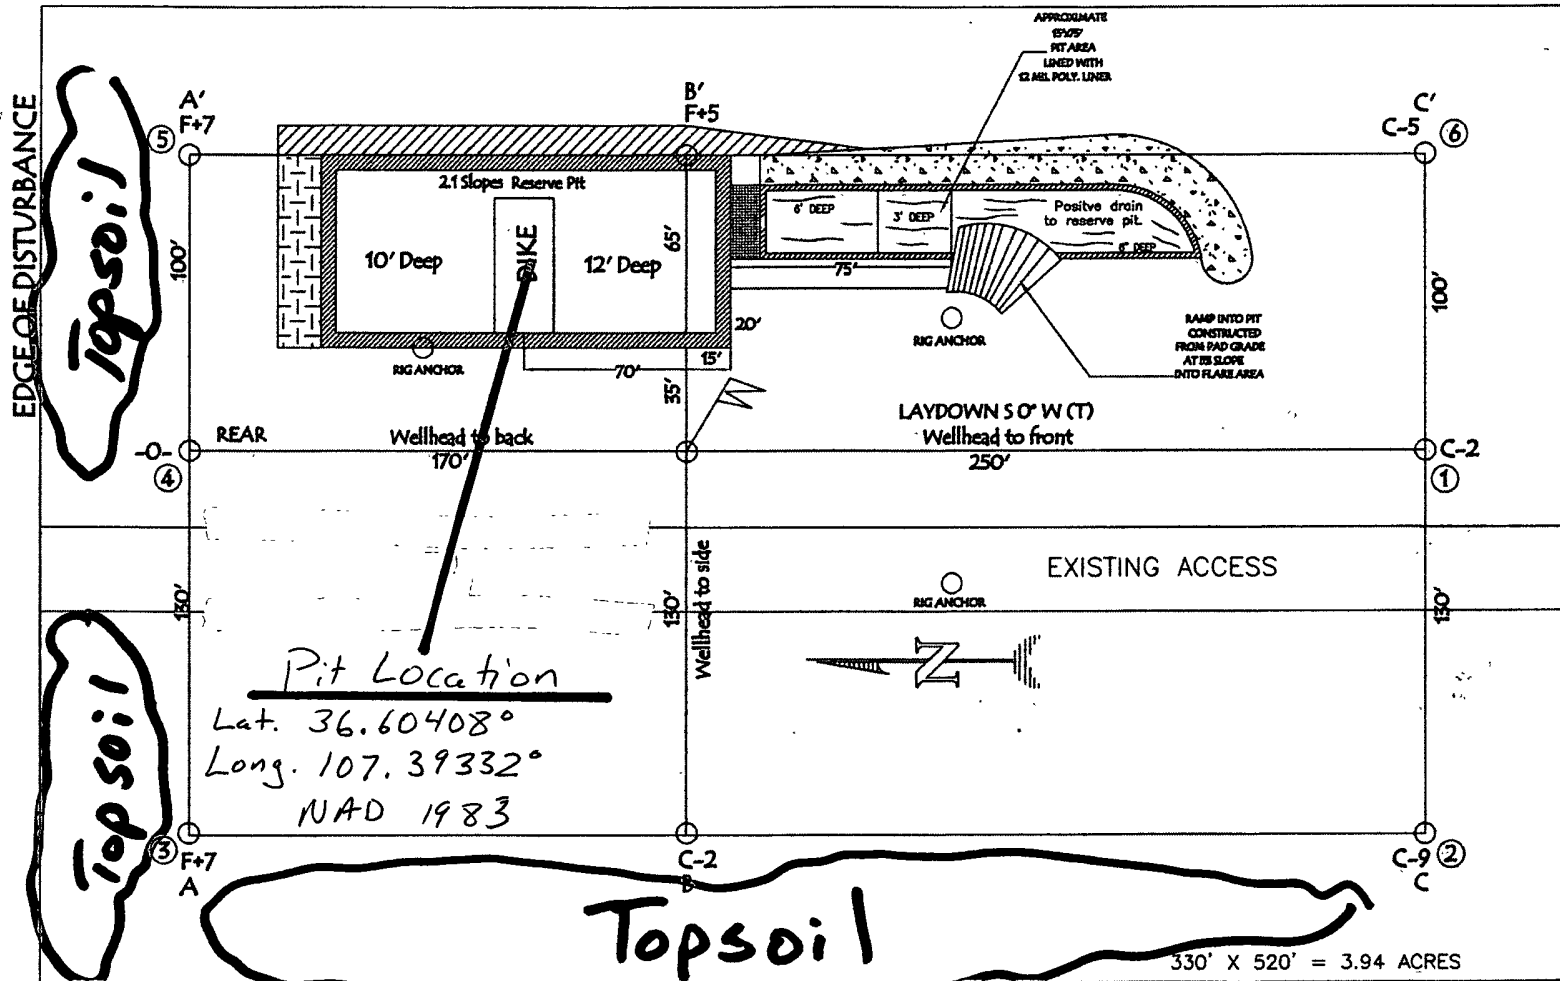 APPROXIMATE
15'X75'
PIT AREA
LINED WITH
12 MIL POLY. LINER
EDGE OF DISTURBANCE
Topsoil
A'
F+7
⑤
B'
F+5
C'
C-5 ⑥
2:1 Slopes Reserve Pit
10' Deep
DIKE
12' Deep
65'
6' DEEP
3' DEEP
Positve drain
to reserve pit.
6" DEEP
100'
75'
100'
20'
15'
70'
35'
RIG ANCHOR
RIG ANCHOR
RAMP INTO PIT
CONSTRUCTED
FROM PAD GRADE
INTO FLARE AREA
-0-
④
REAR
Wellhead to back
170'
LAYDOWN S 0° W (T)
Wellhead to front
250'
C-2
①
EXISTING ACCESS
RIG ANCHOR
130'
130'
Wellhead to side
130'
N
Pit Location
Lat. 36.60408°
Long. 107.39332°
NAD 1983
Topsoil
③ F+7
A
C-2
B
C-9 ②
C
Topsoil
330' X 520' = 3.94 ACRES